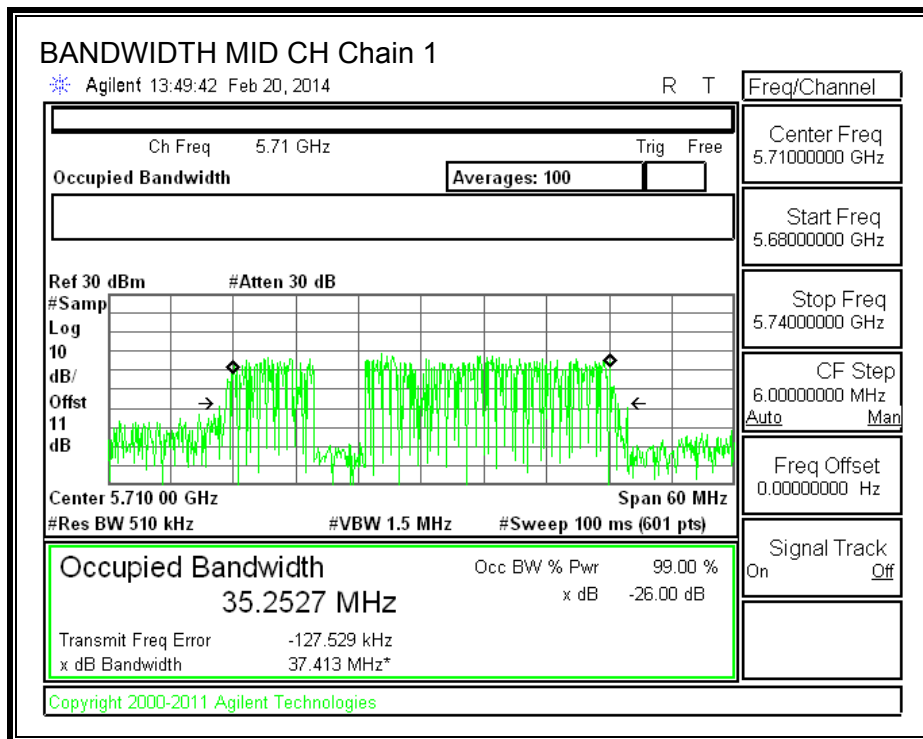 BANDWIDTH MID CH Chain 1
Agilent 13:49:42 Feb 20, 2014 R T
Freq/Channel
Ch Freq 5.71 GHz Trig Free
Occupied Bandwidth Averages: 100
Center Freq
5.71000000 GHz
Start Freq
5.68000000 GHz
Stop Freq
5.74000000 GHz
CF Step
6.00000000 MHz
Auto Man
Freq Offset
0.00000000 Hz
Signal Track
On Off
Ref 30 dBm #Atten 30 dB
#Samp
Log
10
dB/
Offst
11
dB
Center 5.710 00 GHz Span 60 MHz
#Res BW 510 kHz #VBW 1.5 MHz #Sweep 100 ms (601 pts)
Occupied Bandwidth Occ BW % Pwr 99.00 %
35.2527 MHz x dB -26.00 dB
Transmit Freq Error -127.529 kHz
x dB Bandwidth 37.413 MHz*
Copyright 2000-2011 Agilent Technologies